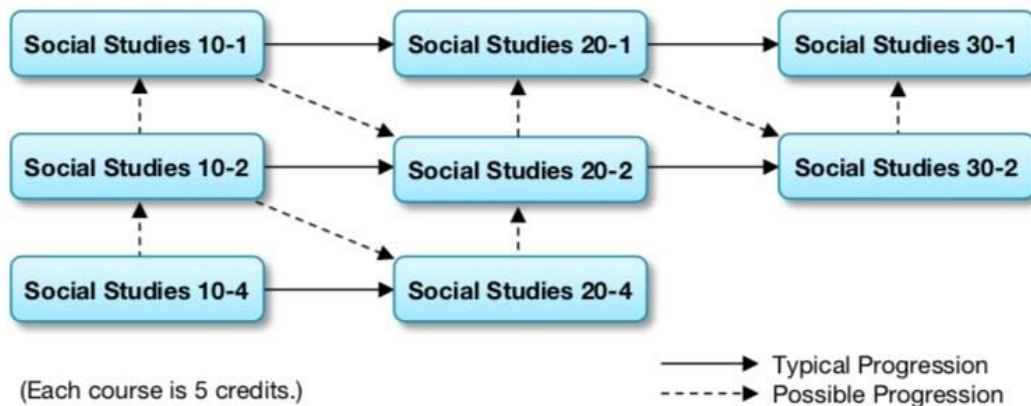 Social Studies 10-1
Social Studies 20-1
Social Studies 30-1
Social Studies 10-2
Social Studies 20-2
Social Studies 30-2
Social Studies 10-4
Social Studies 20-4
(Each course is 5 credits.)
Typical Progression
Possible Progression